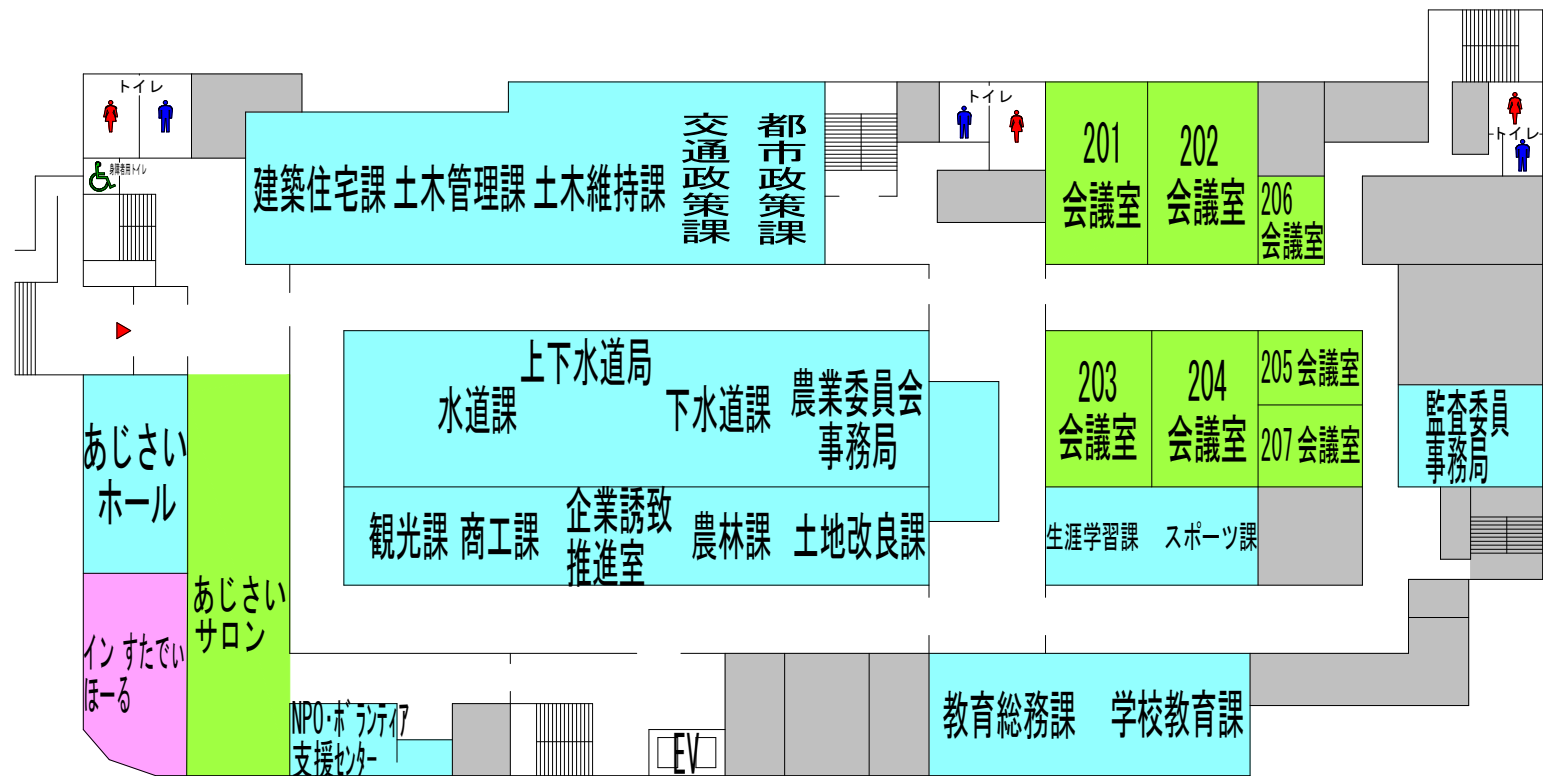 トイレ
身障者用トイレ
建築住宅課
土木管理課
土木維持課
交通政策課
都市政策課
トイレ
201
会議室
202
会議室
206
会議室
トイレ
上下水道局
水道課
下水道課
農業委員会
事務局
203
会議室
204
会議室
205 会議室
207 会議室
監査委員
事務局
あじさい
ホール
観光課
商工課
企業誘致
推進室
農林課
土地改良課
生涯学習課
スポーツ課
あじさい
サロン
イン すたでぃ
ほーる
NPO・ボランティア
支援センター
EV
教育総務課
学校教育課